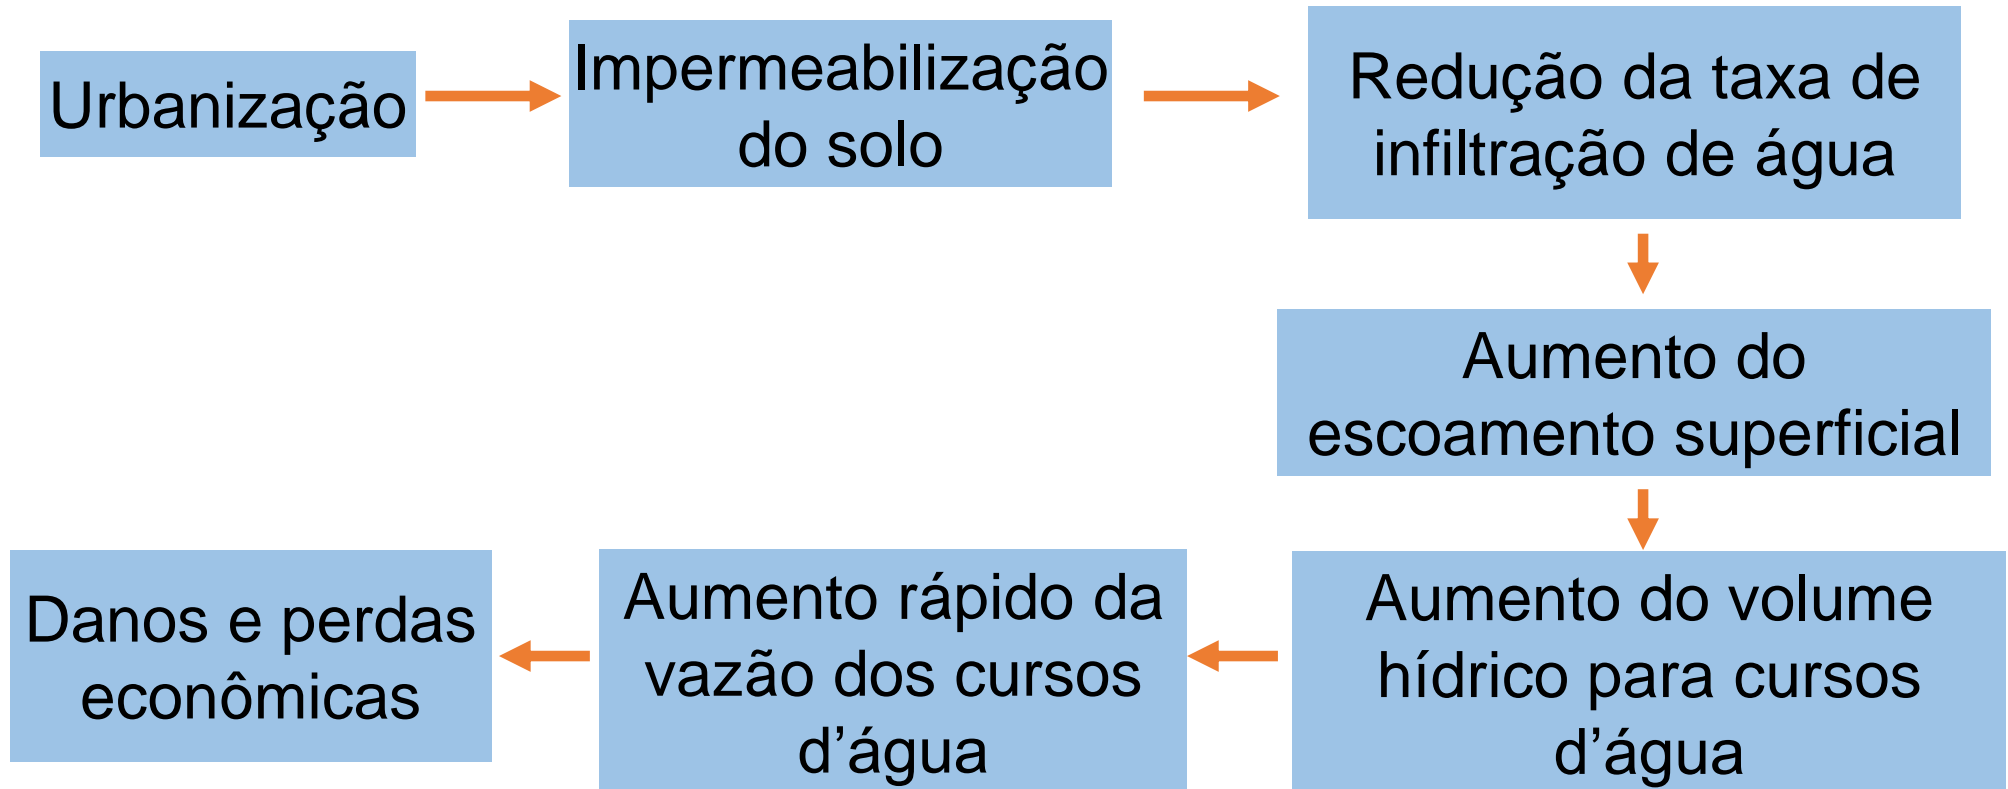 Urbanização
Impermeabilização
do solo
Redução da taxa de
infiltração de água
Aumento do
escoamento superficial
Aumento do volume
hídrico para cursos
d’água
Aumento rápido da
vazão dos cursos
d’água
Danos e perdas
econômicas